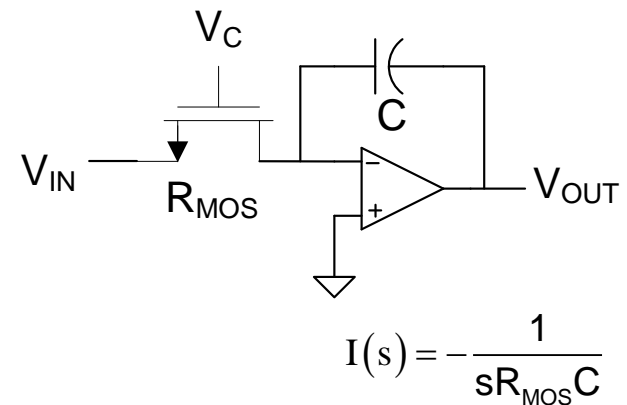 V_C
C
V_IN
R_MOS
−
+
V_OUT
I(s) = −1/(sR_MOS C)